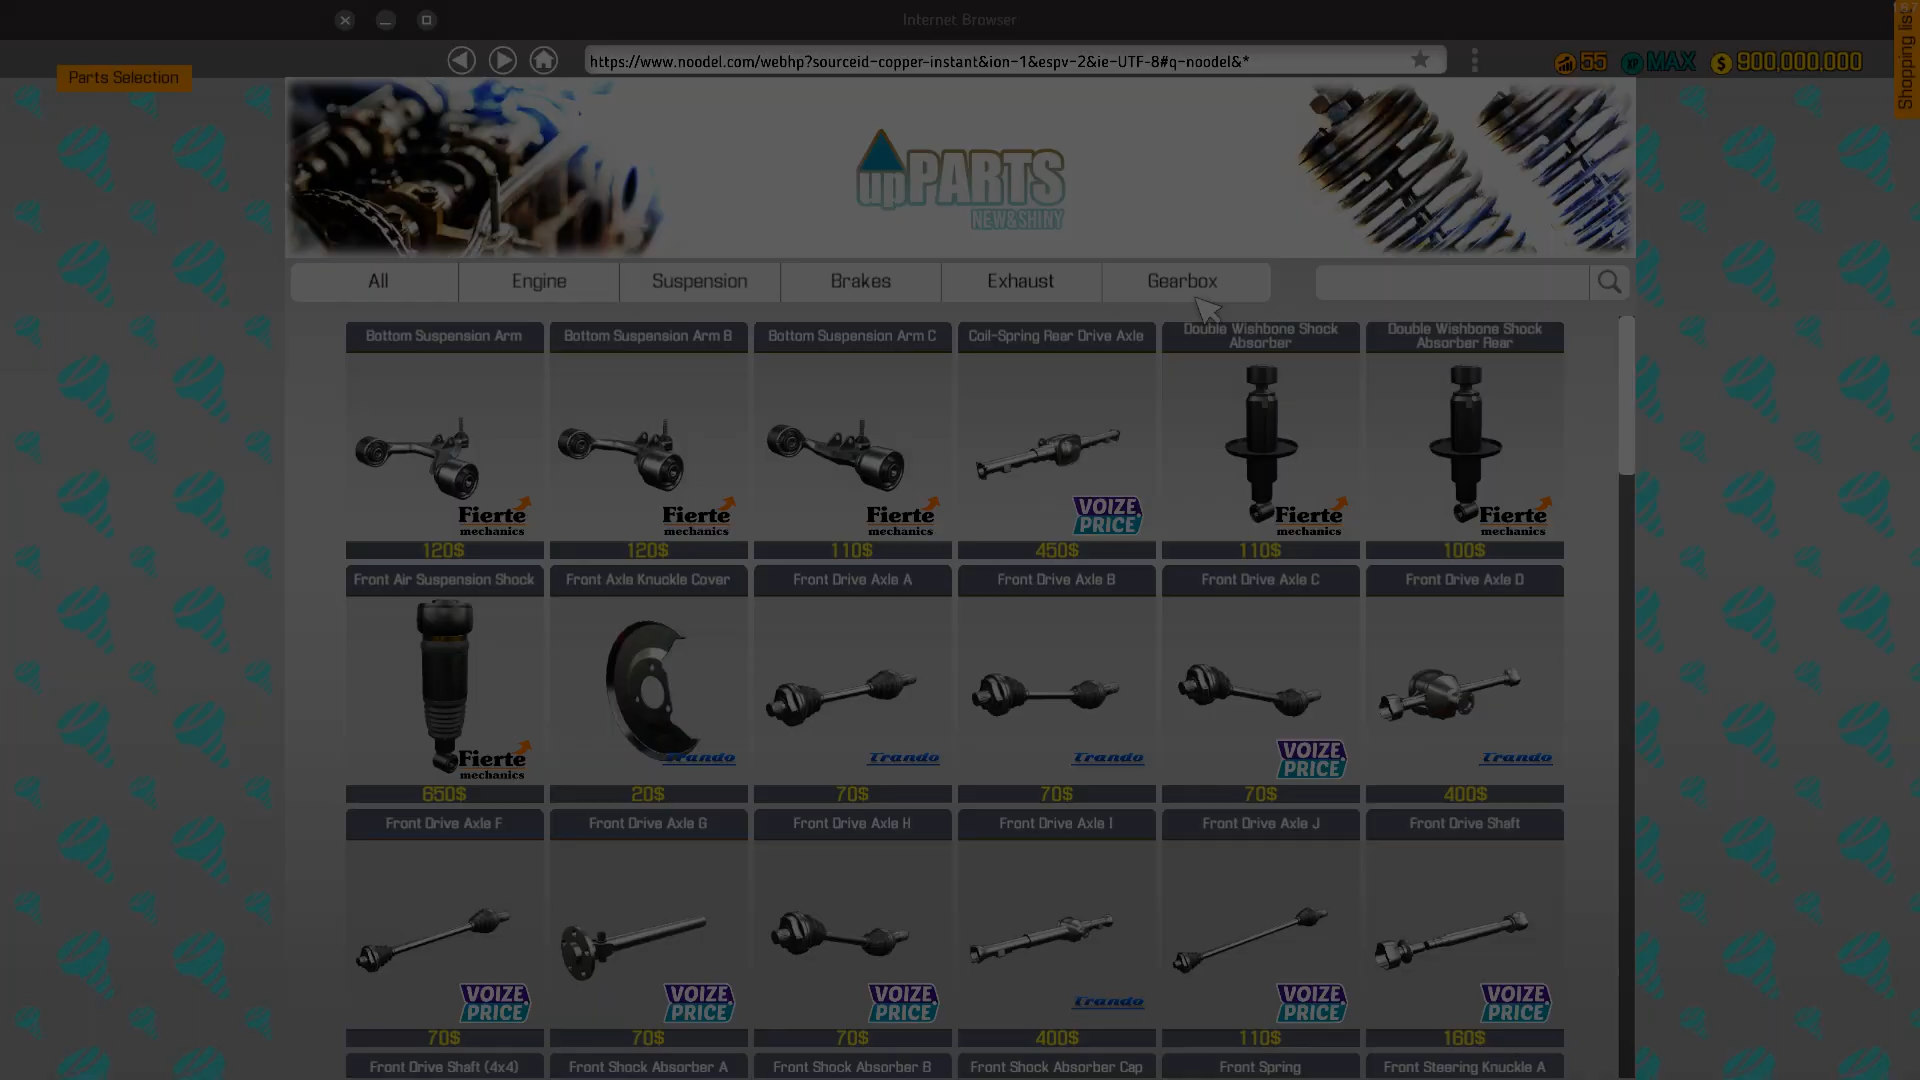 Internet Browser
https://www.noodel.com/webhp?sourceid-copper-instant&ion-1&espv-2&ie-UTF-8#q-noodel&*
55
XP MAX
$ 900,000,000
Shopping list
Parts Selection
upPARTS
NEW&SHINY
All
Engine
Suspension
Brakes
Exhaust
Gearbox
Bottom Suspension Arm
Bottom Suspension Arm B
Bottom Suspension Arm C
Coil-Spring Rear Drive Axle
Double Wishbone Shock
Absorber
Double Wishbone Shock
Absorber Rear
Fierte
mechanics
Fierte
mechanics
Fierte
mechanics
VOIZE
PRICE
Fierte
mechanics
Fierte
mechanics
120$
120$
110$
450$
110$
100$
Front Air Suspension Shock
Front Axle Knuckle Cover
Front Drive Axle A
Front Drive Axle B
Front Drive Axle C
Front Drive Axle D
Fierte
mechanics
Trando
Trando
Trando
VOIZE
PRICE
Trando
650$
20$
70$
70$
70$
400$
Front Drive Axle F
Front Drive Axle G
Front Drive Axle H
Front Drive Axle I
Front Drive Axle J
Front Drive Shaft
VOIZE
PRICE
VOIZE
PRICE
VOIZE
PRICE
Trando
VOIZE
PRICE
VOIZE
PRICE
70$
70$
70$
400$
110$
160$
Front Drive Shaft (4x4)
Front Shock Absorber A
Front Shock Absorber B
Front Shock Absorber Cap
Front Spring
Front Steering Knuckle A